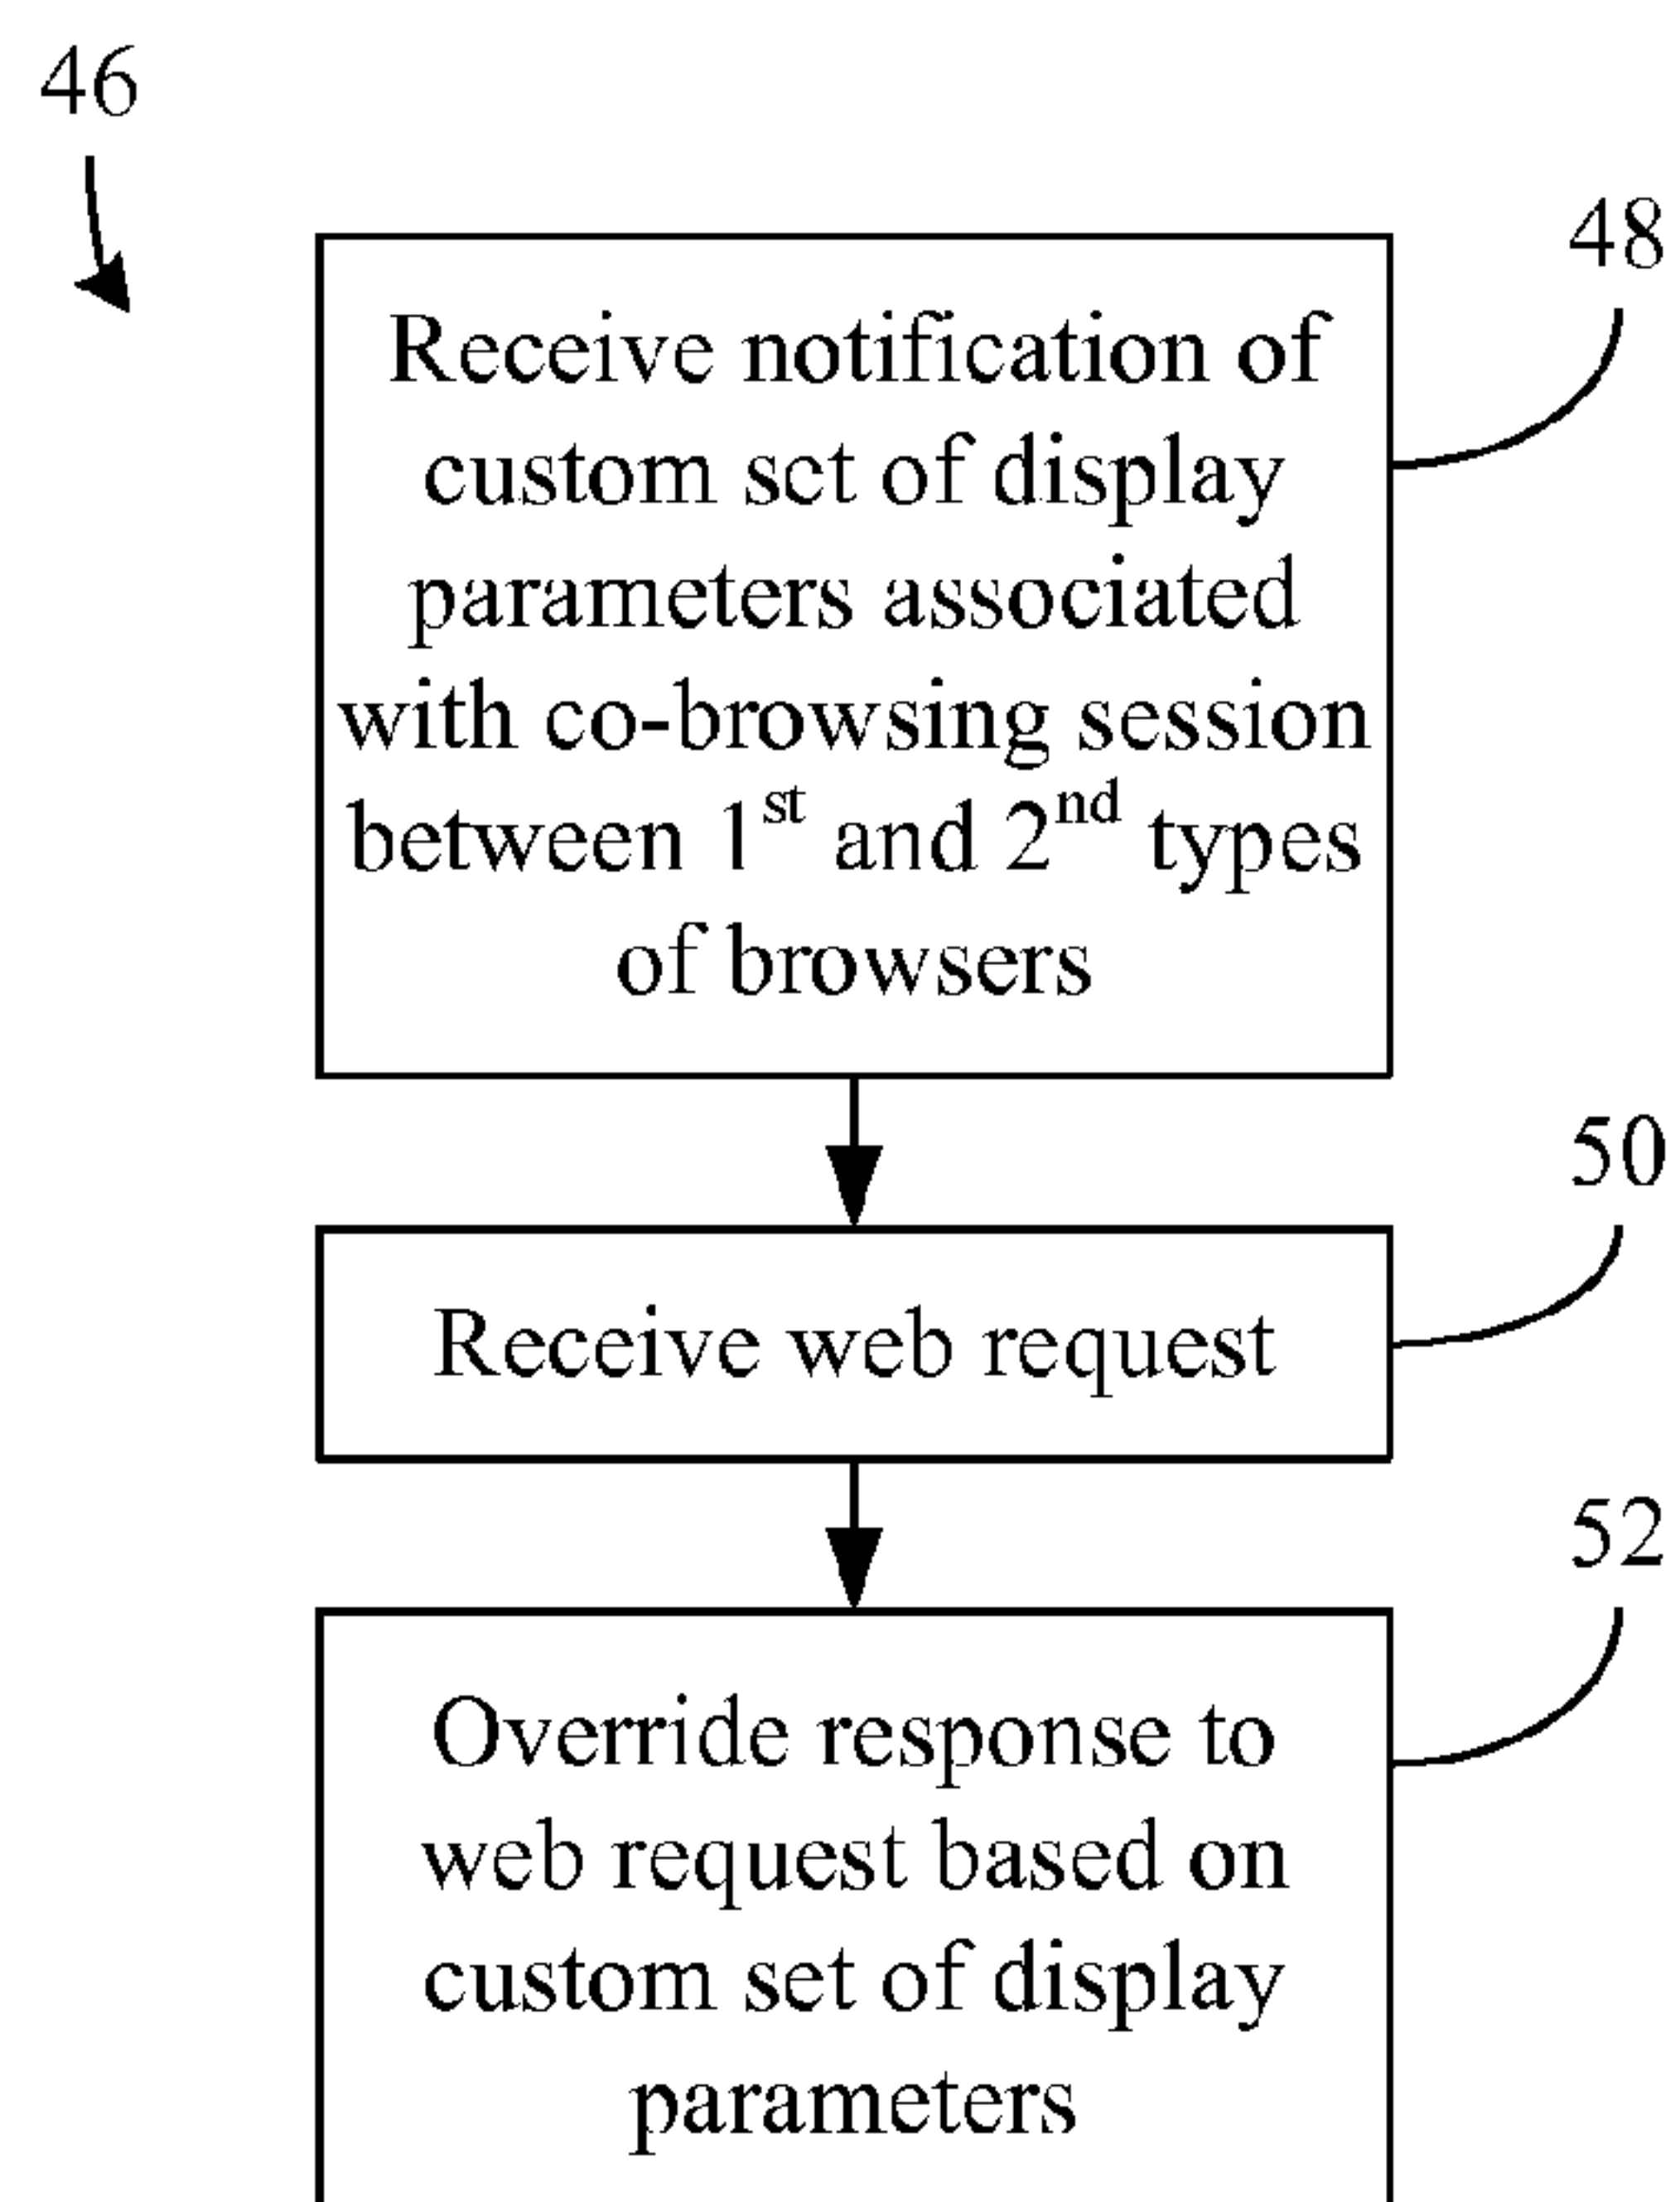 46
48
Receive notification of
custom set of display
parameters associated
with co-browsing session
between 1st and 2nd types
of browsers
50
Receive web request
52
Override response to
web request based on
custom set of display
parameters